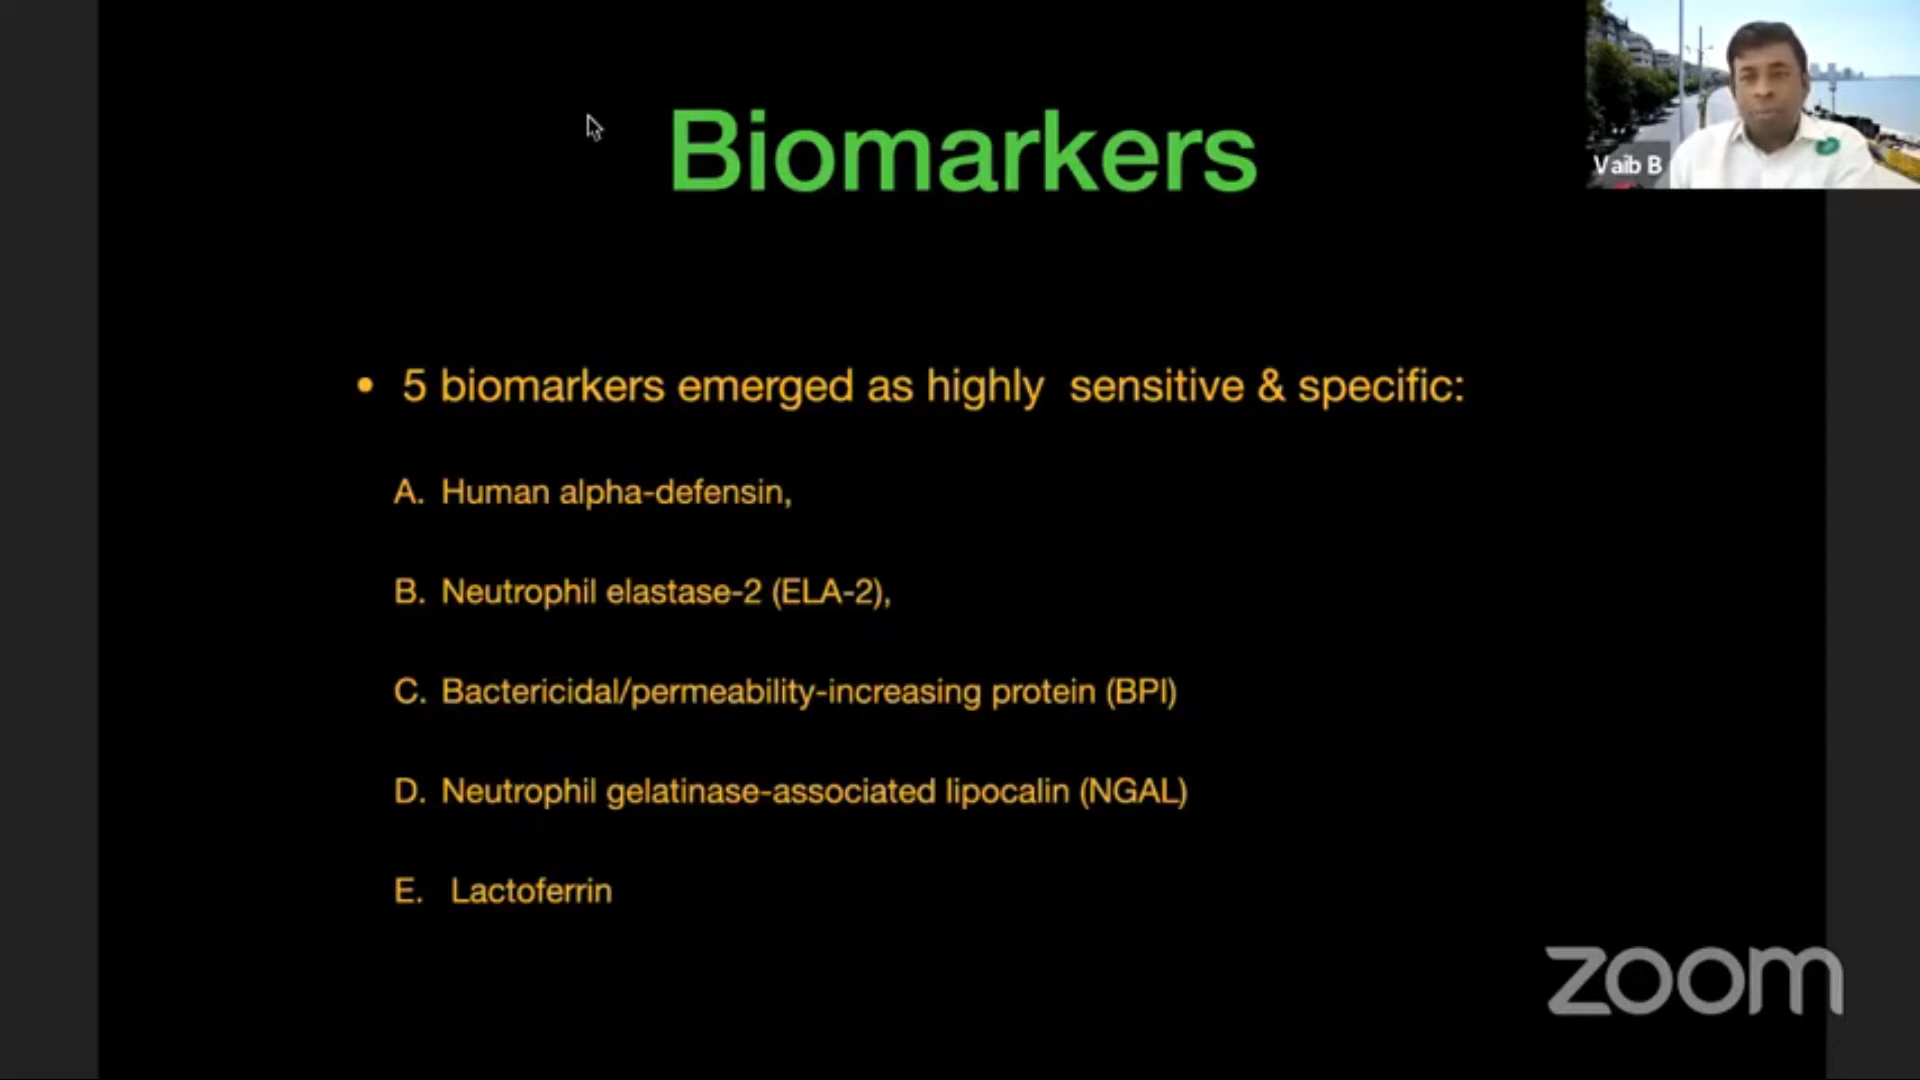 Biomarkers
Vaib B
• 5 biomarkers emerged as highly sensitive & specific:
A. Human alpha-defensin,
B. Neutrophil elastase-2 (ELA-2),
C. Bactericidal/permeability-increasing protein (BPI)
D. Neutrophil gelatinase-associated lipocalin (NGAL)
E. Lactoferrin
zoom